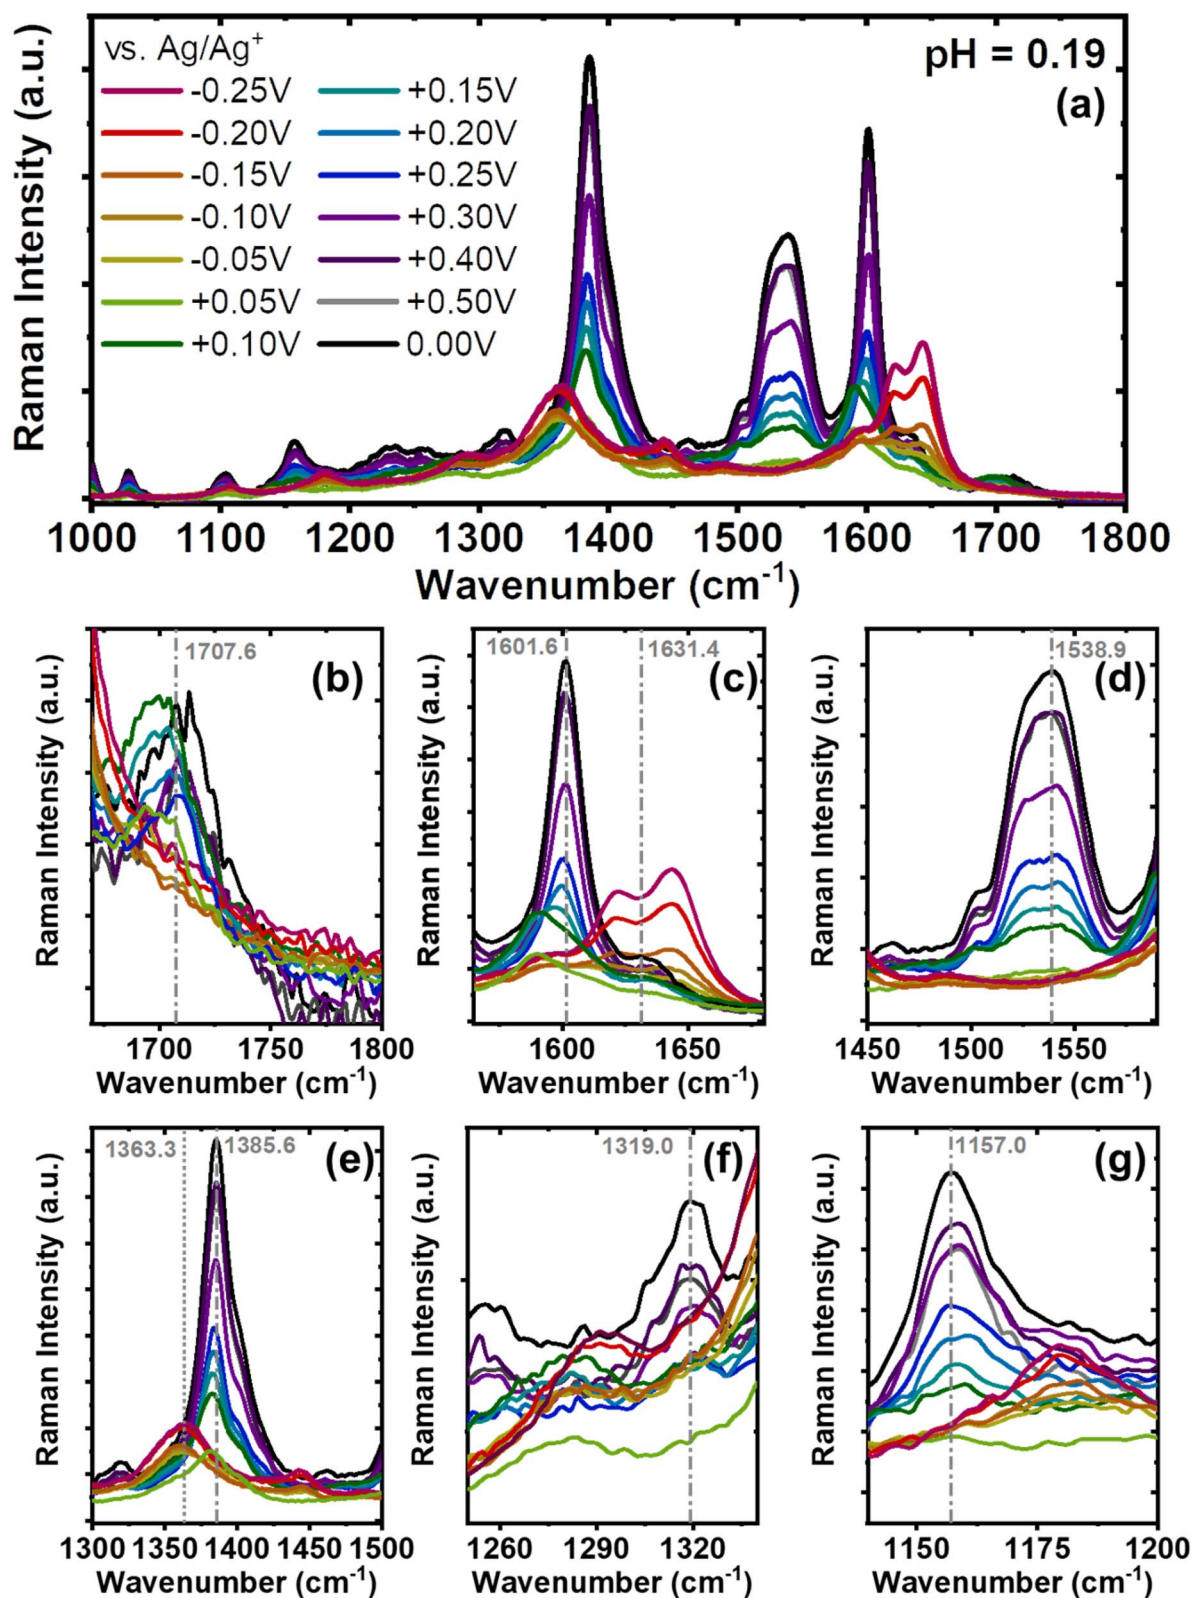 vs. Ag/Ag⁺
pH = 0.19
(a)
-0.25V +0.15V
-0.20V +0.20V
-0.15V +0.25V
-0.10V +0.30V
-0.05V +0.40V
+0.05V +0.50V
+0.10V 0.00V
Raman Intensity (a.u.)
1000 1100 1200 1300 1400 1500 1600 1700 1800
Wavenumber (cm⁻¹)
1707.6
(b)
Raman Intensity (a.u.)
1700 1750 1800
Wavenumber (cm⁻¹)
1601.6 1631.4
(c)
Raman Intensity (a.u.)
1600 1650
Wavenumber (cm⁻¹)
1538.9
(d)
Raman Intensity (a.u.)
1450 1500 1550
Wavenumber (cm⁻¹)
1363.3 1385.6
(e)
Raman Intensity (a.u.)
1300 1350 1400 1450 1500
Wavenumber (cm⁻¹)
1319.0
(f)
Raman Intensity (a.u.)
1260 1290 1320
Wavenumber (cm⁻¹)
1157.0
(g)
Raman Intensity (a.u.)
1150 1175 1200
Wavenumber (cm⁻¹)